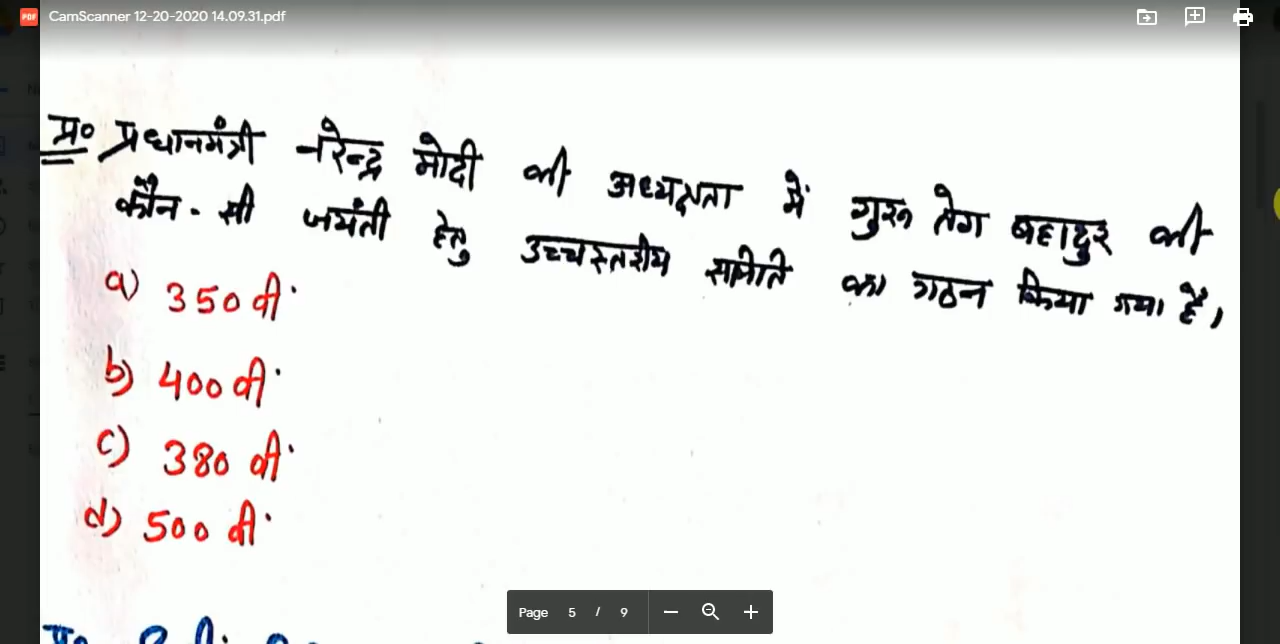 CamScanner 12-20-2020 14.09.31.pdf
प्र० प्रधानमंत्री नरेन्द्र मोदी की अध्यक्षता में गुरू तेग बहादुर की
कौन-सी जयंती हेतु उच्चस्तरीय समिति का गठन किया गया है।
a) 350 वीं
b) 400 वीं
c) 380 वीं
d) 500 वीं
Page 5 / 9